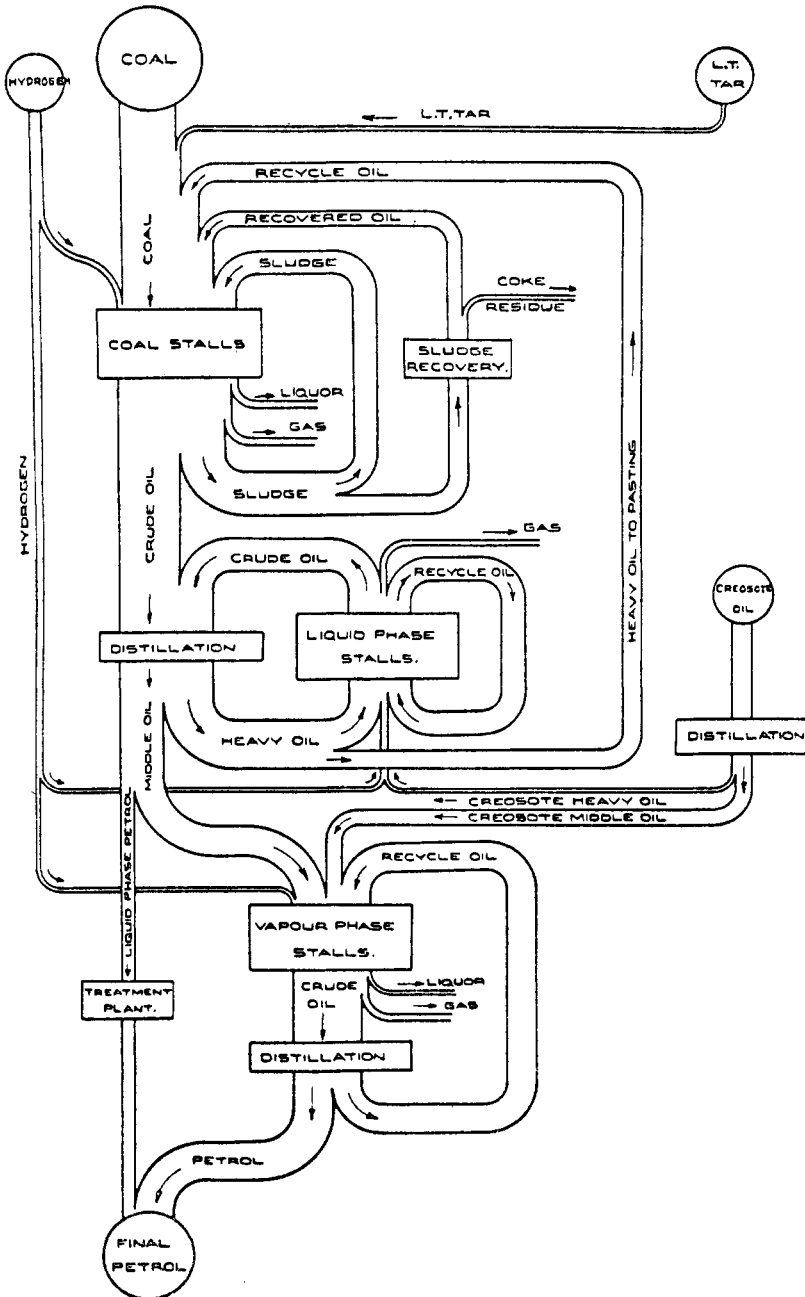 COAL
HYDROGEN
L.T.
TAR
L.T. TAR
RECYCLE OIL
RECOVERED OIL
COAL
SLUDGE
COKE
RESIDUE
COAL STALLS
SLUDGE
RECOVERY.
LIQUOR
GAS
SLUDGE
HYDROGEN
CRUDE OIL
HEAVY OIL TO PASTING
GAS
CRUDE OIL
RECYCLE OIL
CREOSOTE
OIL
DISTILLATION
LIQUID PHASE
STALLS.
MIDDLE OIL
HEAVY OIL
DISTILLATION
LIQUID PHASE PETROL
CREOSOTE HEAVY OIL
CREOSOTE MIDDLE OIL
RECYCLE OIL
VAPOUR PHASE
STALLS.
TREATMENT
PLANT.
CRUDE
OIL
LIQUOR
GAS
DISTILLATION
PETROL
FINAL
PETROL